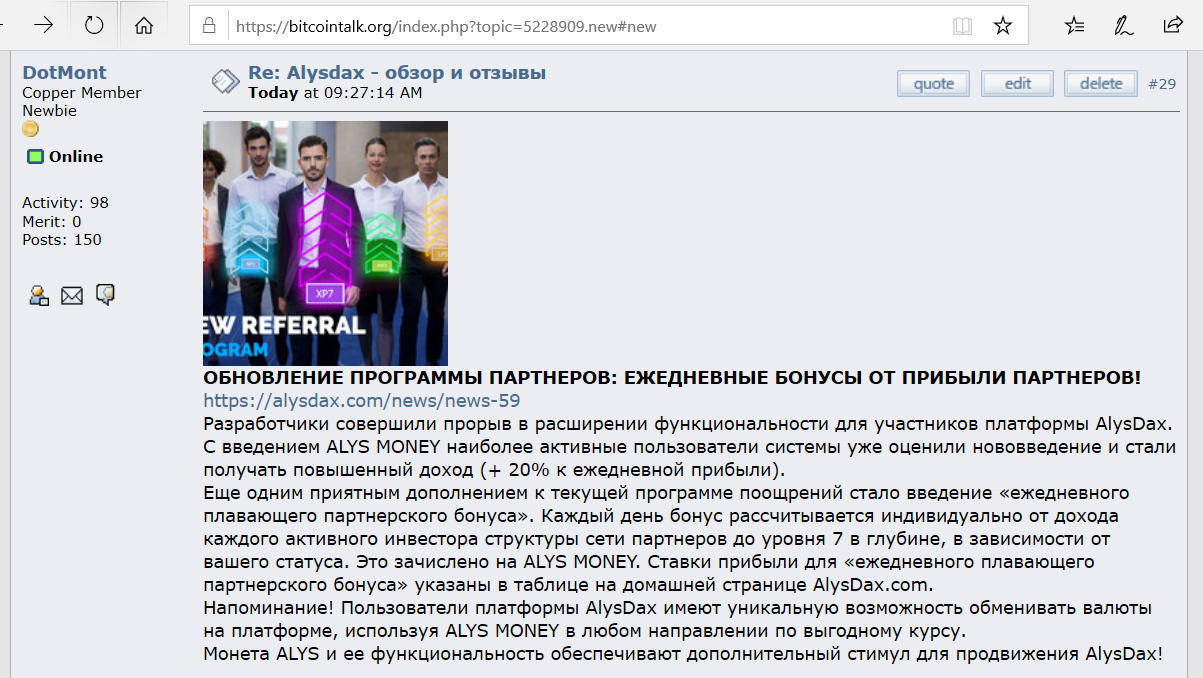 https://bitcointalk.org/index.php?topic=5228909.new#new
DotMont
Copper Member
Newbie
Online
Activity: 98
Merit: 0
Posts: 150
Re: Alysdax - обзор и отзывы
Today at 09:27:14 AM
quote
edit
delete
#29
XP7
EW REFERRAL
OGRAM
ОБНОВЛЕНИЕ ПРОГРАММЫ ПАРТНЕРОВ: ЕЖЕДНЕВНЫЕ БОНУСЫ ОТ ПРИБЫЛИ ПАРТНЕРОВ!
https://alysdax.com/news/news-59
Разработчики совершили прорыв в расширении функциональности для участников платформы AlysDax.
С введением ALYS MONEY наиболее активные пользователи системы уже оценили нововведение и стали
получать повышенный доход (+ 20% к ежедневной прибыли).
Еще одним приятным дополнением к текущей программе поощрений стало введение «ежедневного
плавающего партнерского бонуса». Каждый день бонус рассчитывается индивидуально от дохода
каждого активного инвестора структуры сети партнеров до уровня 7 в глубине, в зависимости от
вашего статуса. Это зачислено на ALYS MONEY. Ставки прибыли для «ежедневного плавающего
партнерского бонуса» указаны в таблице на домашней странице AlysDax.com.
Напоминание! Пользователи платформы AlysDax имеют уникальную возможность обменивать валюты
на платформе, используя ALYS MONEY в любом направлении по выгодному курсу.
Монета ALYS и ее функциональность обеспечивают дополнительный стимул для продвижения AlysDax!